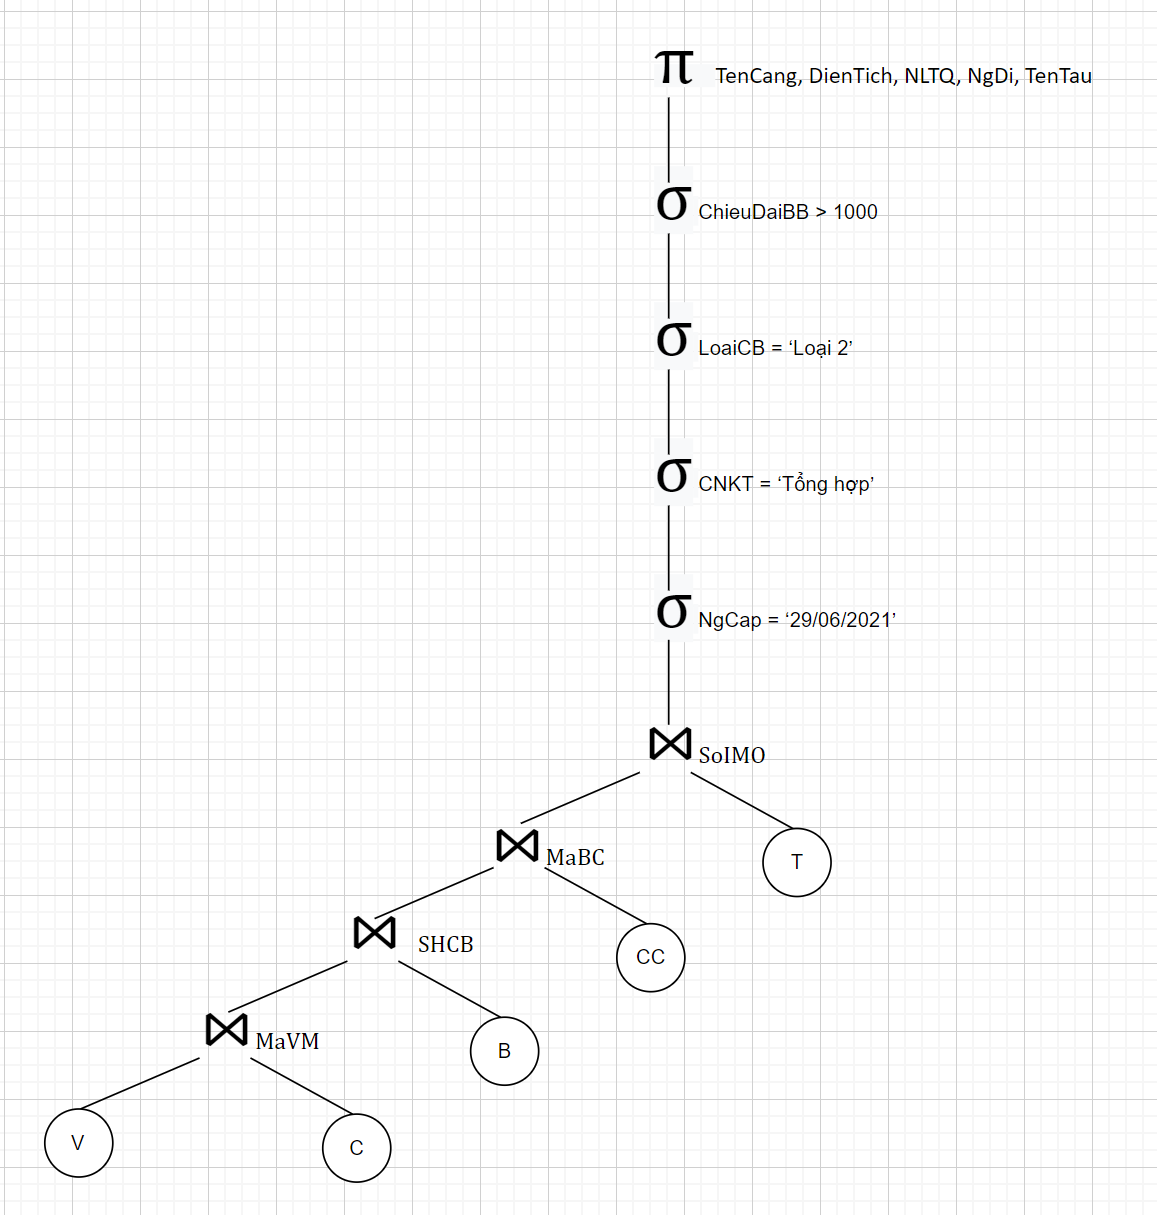 π TenCang, DienTich, NLTQ, NgDi, TenTau
σ ChieuDaiBB > 1000
σ LoaiCB = ‘Loại 2’
σ CNKT = ‘Tổng hợp’
σ NgCap = ‘29/06/2021’
⋈ SoIMO
⋈ MaBC
T
⋈ SHCB
CC
⋈ MaVM
B
V
C